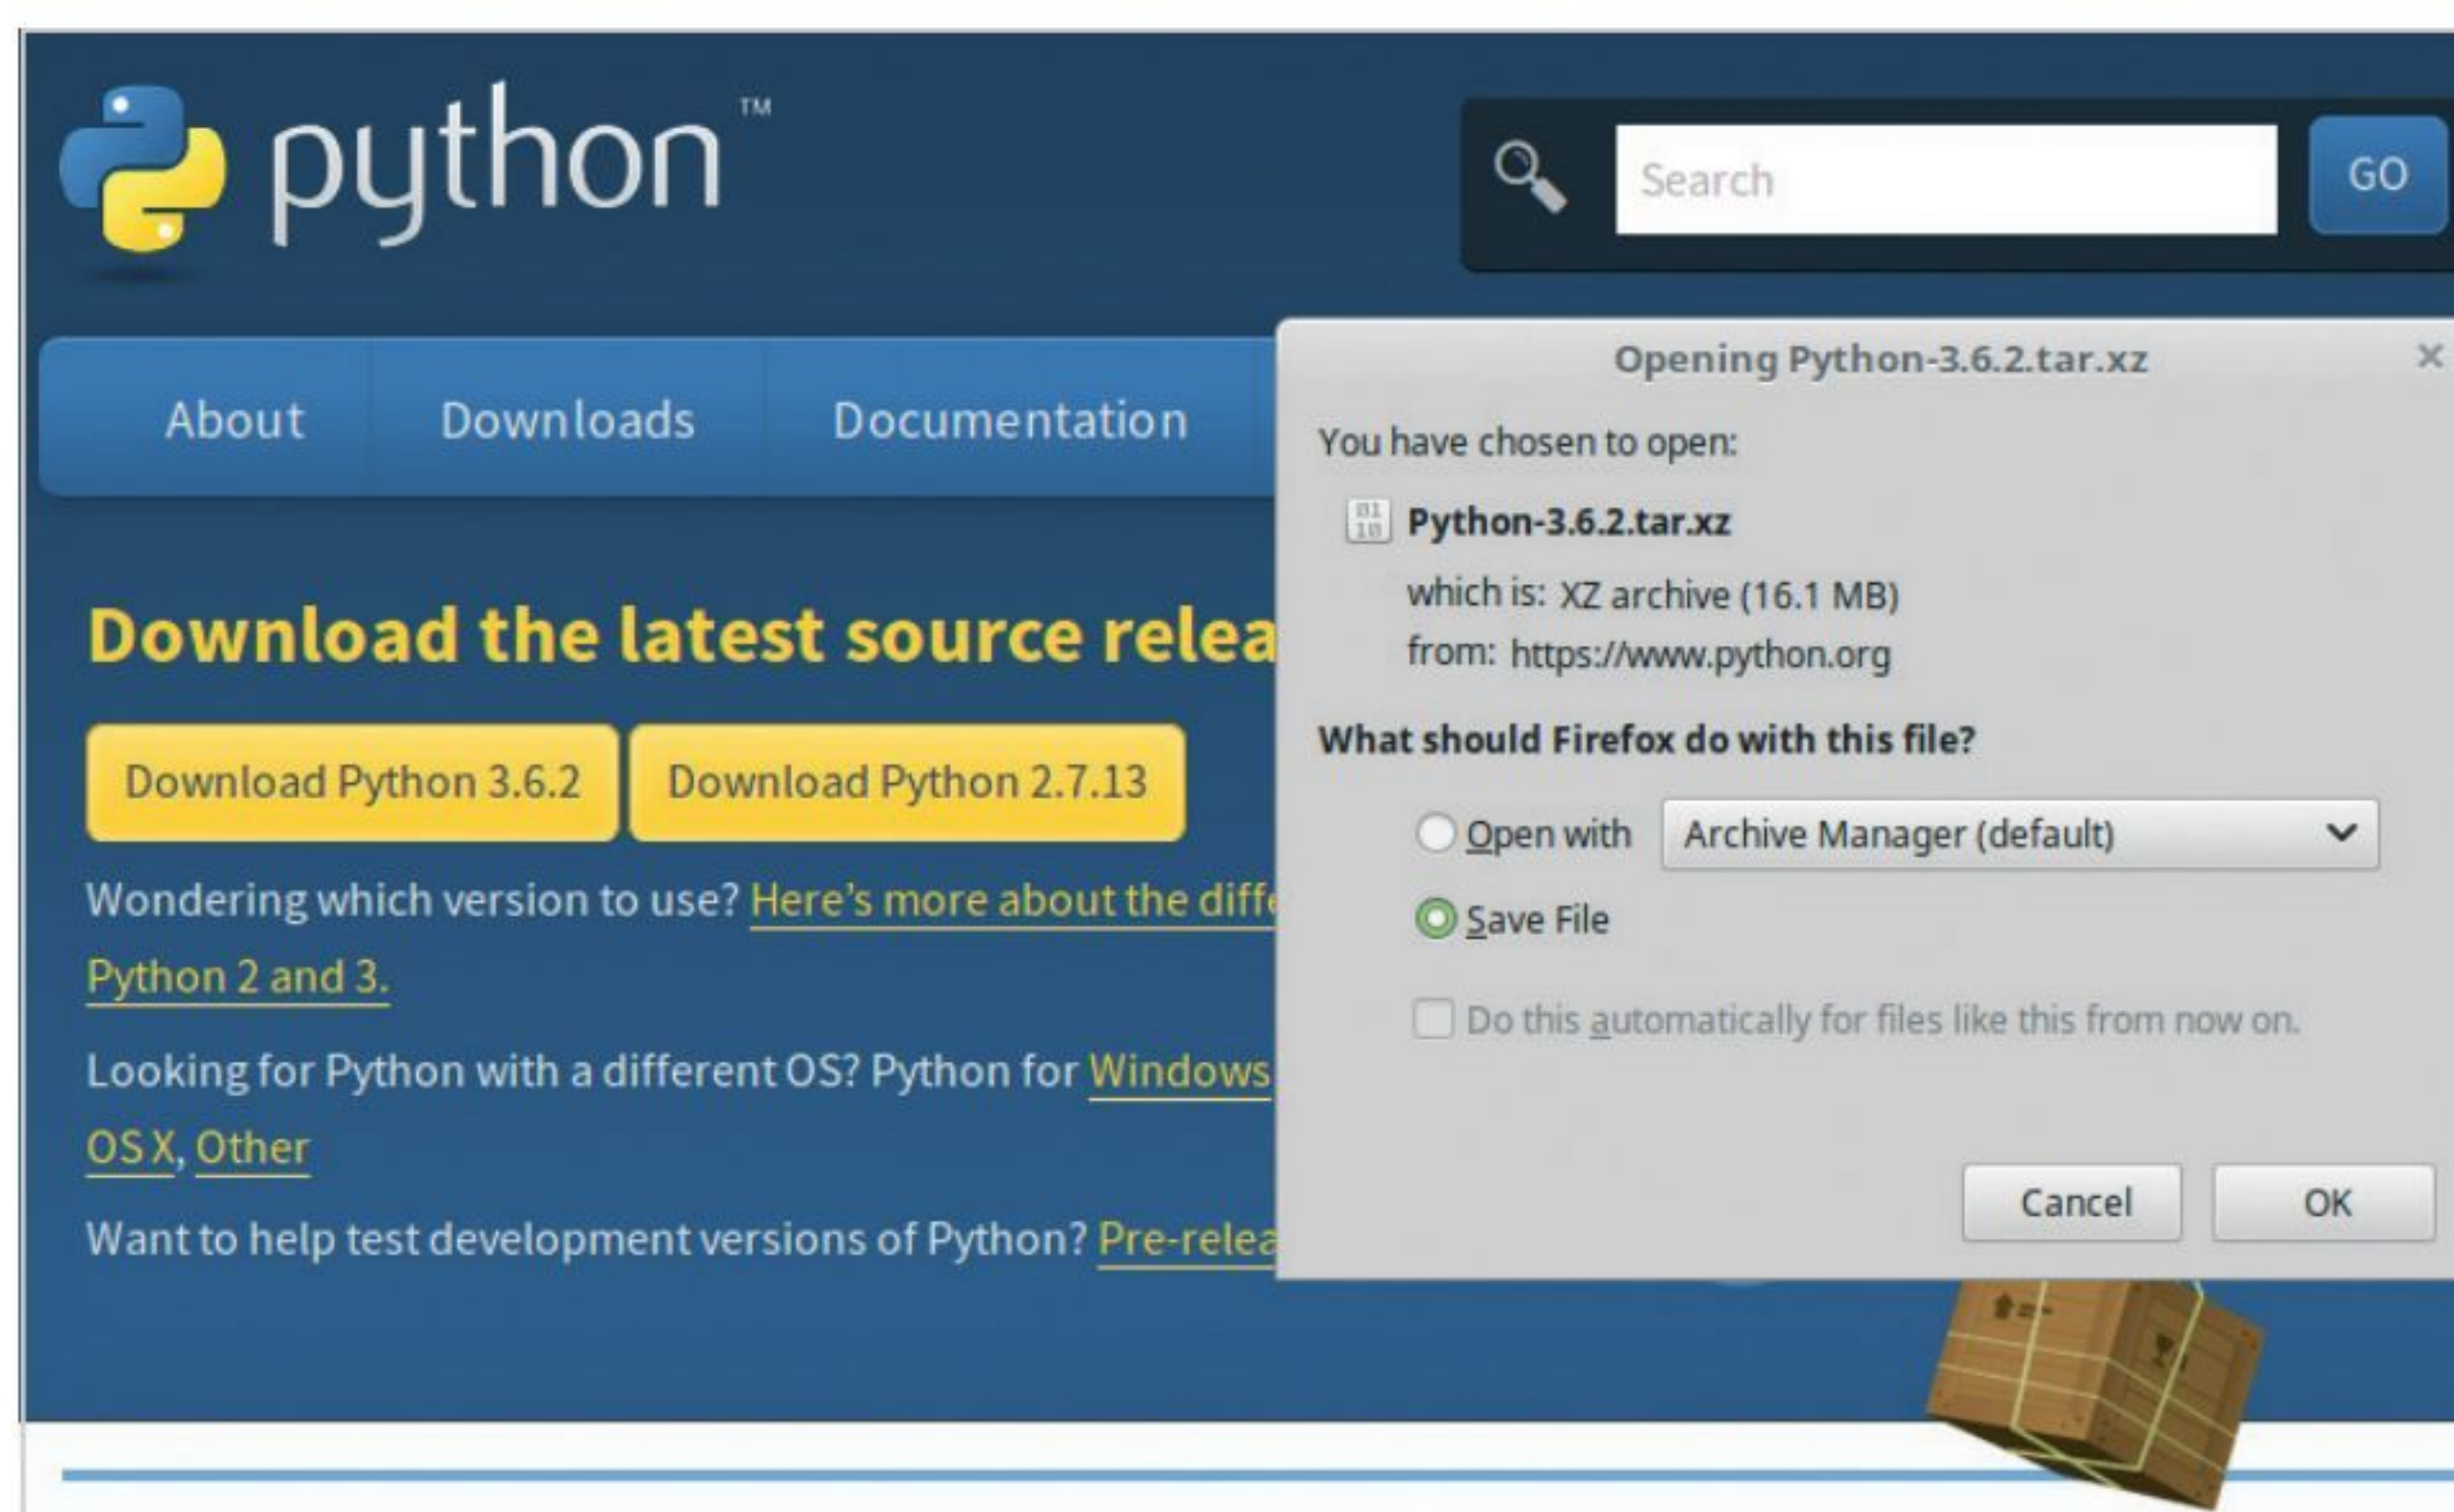 python™
Search
GO
About
Downloads
Documentation
Download the latest source relea
Download Python 3.6.2
Download Python 2.7.13
Wondering which version to use? Here's more about the diffe
Python 2 and 3.
Looking for Python with a different OS? Python for Windows
OS X, Other
Want to help test development versions of Python? Pre-relea
Opening Python-3.6.2.tar.xz
You have chosen to open:
Python-3.6.2.tar.xz
which is: XZ archive (16.1 MB)
from: https://www.python.org
What should Firefox do with this file?
Open with Archive Manager (default)
Save File
Do this automatically for files like this from now on.
Cancel
OK